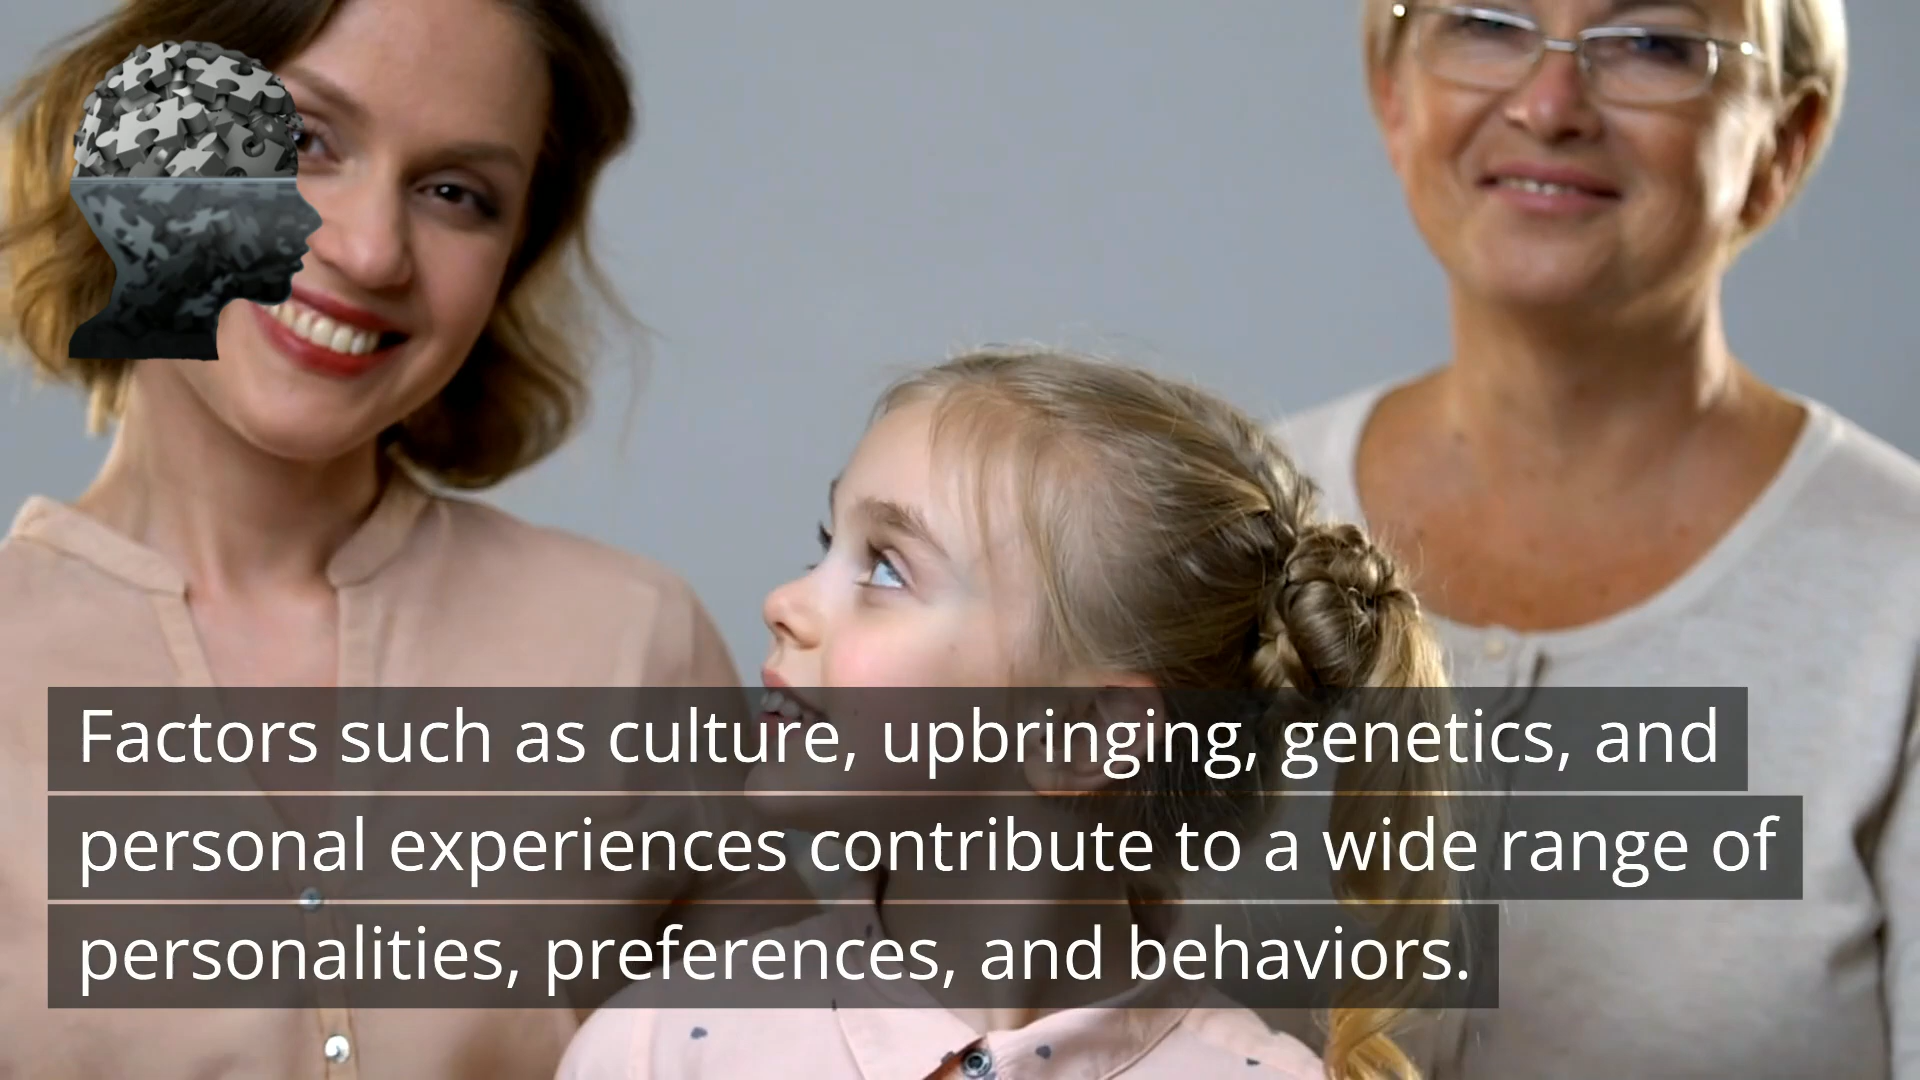 Factors such as culture, upbringing, genetics, and
personal experiences contribute to a wide range of
personalities, preferences, and behaviors.